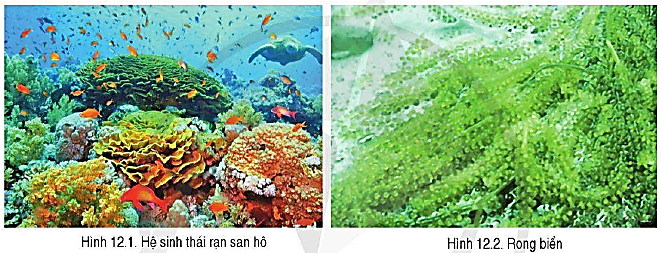 Hình 12.1. Hệ sinh thái rạn san hô
Hình 12.2. Rong biển